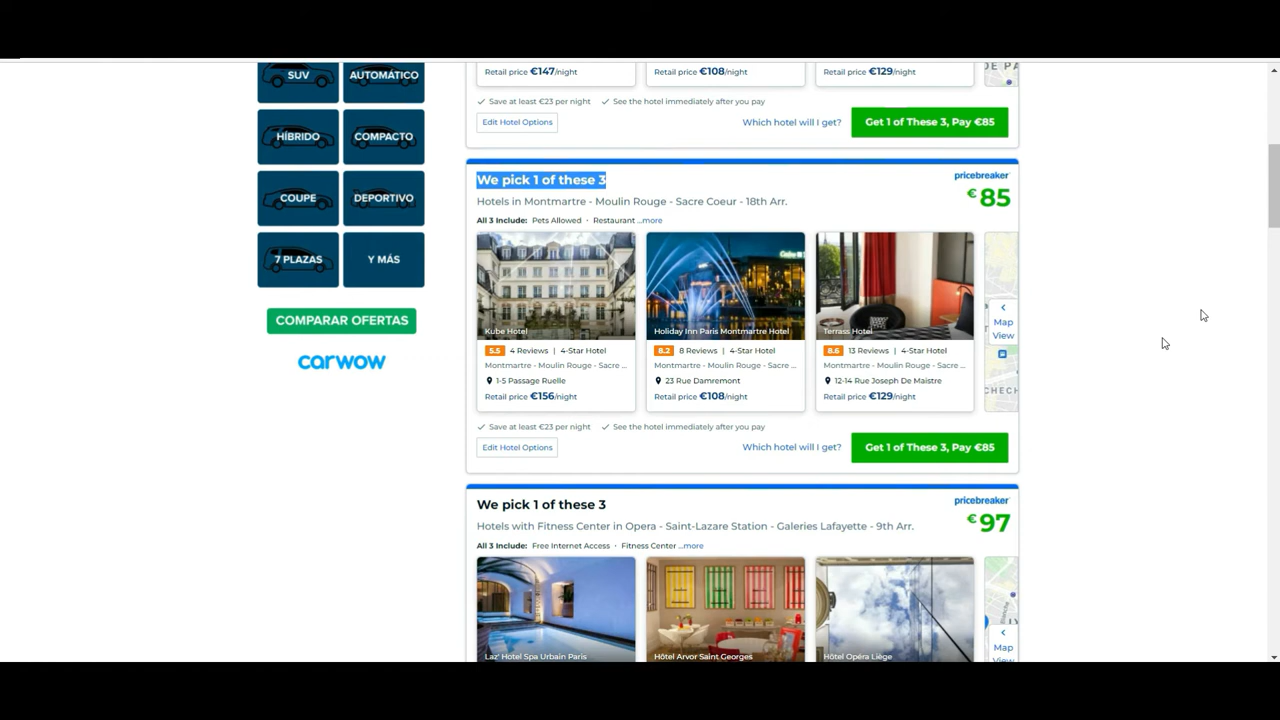 SUV
AUTOMÁTICO
HÍBRIDO
COMPACTO
COUPE
DEPORTIVO
7 PLAZAS
Y MÁS
COMPARAR OFERTAS
carwow
Retail price €147/night
Retail price €108/night
Retail price €129/night
DE PA
✓ Save at least €23 per night ✓ See the hotel immediately after you pay
Edit Hotel Options
Which hotel will I get?
Get 1 of These 3, Pay €85
We pick 1 of these 3
pricebreaker
€85
Hotels in Montmartre - Moulin Rouge - Sacre Coeur - 18th Arr.
All 3 Include: Pets Allowed · Restaurant ...more
Kube Hotel
5.5 4 Reviews | 4-Star Hotel
Montmartre - Moulin Rouge - Sacre ...
1-5 Passage Ruelle
Retail price €156/night
Holiday Inn Paris Montmartre Hotel
8.2 8 Reviews | 4-Star Hotel
Montmartre - Moulin Rouge - Sacre ...
23 Rue Damremont
Retail price €108/night
Terrass Hotel
8.6 13 Reviews | 4-Star Hotel
Montmartre - Moulin Rouge - Sacre ...
12-14 Rue Joseph De Maistre
Retail price €129/night
Map
View
CHECH
✓ Save at least €23 per night ✓ See the hotel immediately after you pay
Edit Hotel Options
Which hotel will I get?
Get 1 of These 3, Pay €85
We pick 1 of these 3
pricebreaker
€97
Hotels with Fitness Center in Opera - Saint-Lazare Station - Galeries Lafayette - 9th Arr.
All 3 Include: Free Internet Access · Fitness Center ...more
Laz' Hotel Spa Urbain Paris
Hôtel Arvor Saint Georges
Hôtel Opéra Liège
Map
View